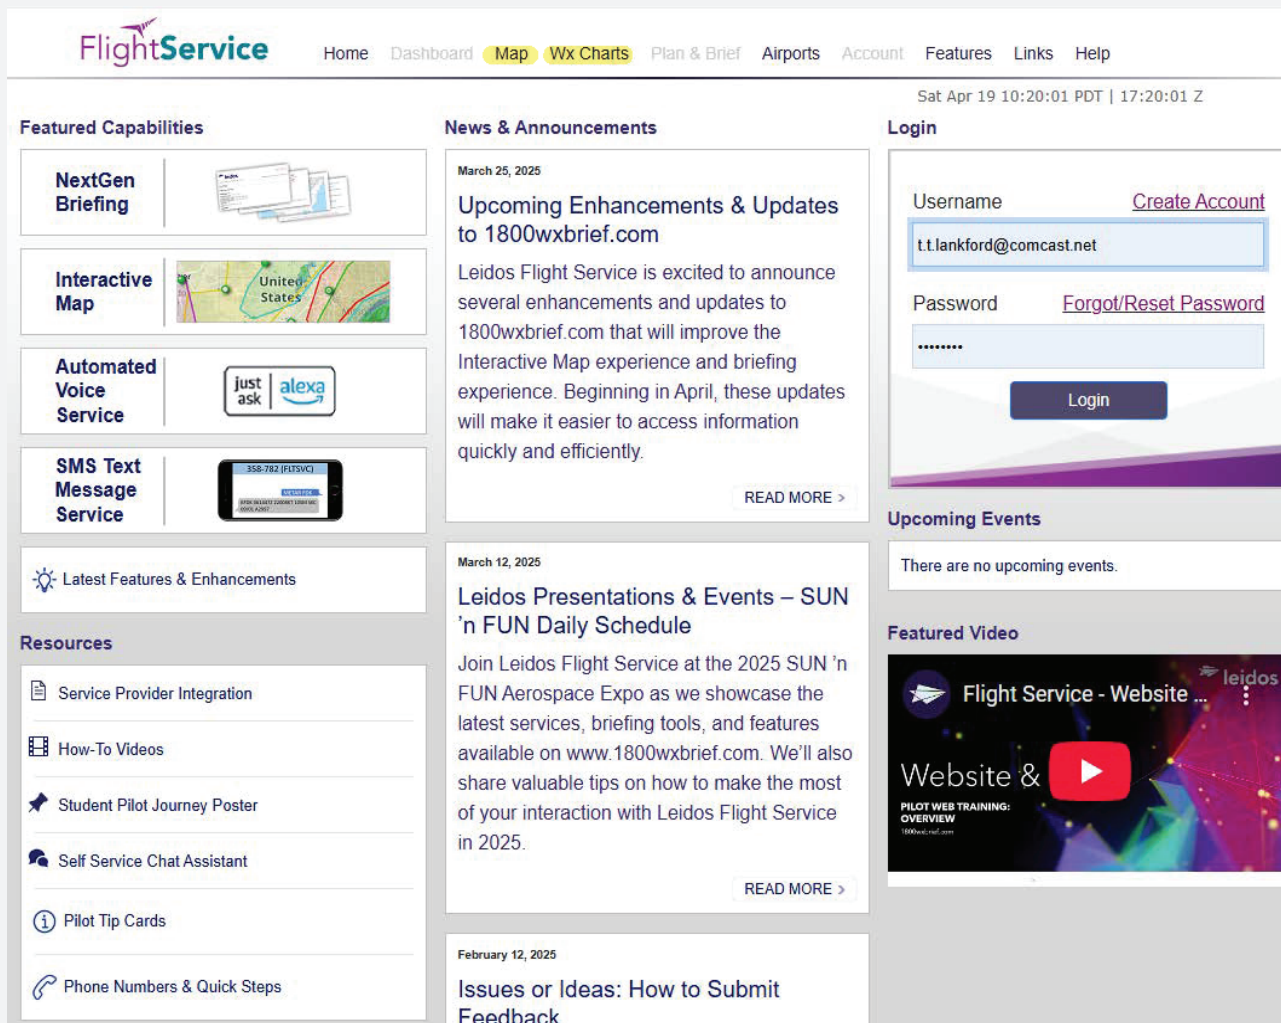 FlightService
Home Dashboard Map Wx Charts Plan & Brief Airports Account Features Links Help
Sat Apr 19 10:20:01 PDT | 17:20:01 Z
Featured Capabilities
NextGen
Briefing
leidos
Interactive
Map
United
States
Automated
Voice
Service
just
ask
alexa
SMS Text
Message
Service
358-782 (FLTSVC)
Latest Features & Enhancements
Resources
Service Provider Integration
How-To Videos
Student Pilot Journey Poster
Self Service Chat Assistant
Pilot Tip Cards
Phone Numbers & Quick Steps
News & Announcements
March 25, 2025
Upcoming Enhancements & Updates
to 1800wxbrief.com
Leidos Flight Service is excited to announce
several enhancements and updates to
1800wxbrief.com that will improve the
Interactive Map experience and briefing
experience. Beginning in April, these updates
will make it easier to access information
quickly and efficiently.
READ MORE >
March 12, 2025
Leidos Presentations & Events – SUN
’n FUN Daily Schedule
Join Leidos Flight Service at the 2025 SUN ’n
FUN Aerospace Expo as we showcase the
latest services, briefing tools, and features
available on www.1800wxbrief.com. We’ll also
share valuable tips on how to make the most
of your interaction with Leidos Flight Service
in 2025.
READ MORE >
February 12, 2025
Issues or Ideas: How to Submit
Feedback
Login
Username Create Account
t.t.lankford@comcast.net
Password Forgot/Reset Password
••••••••
Login
Upcoming Events
There are no upcoming events.
Featured Video
leidos
Flight Service - Website ...
Website &
PILOT WEB TRAINING:
OVERVIEW
1800wxbrief.com